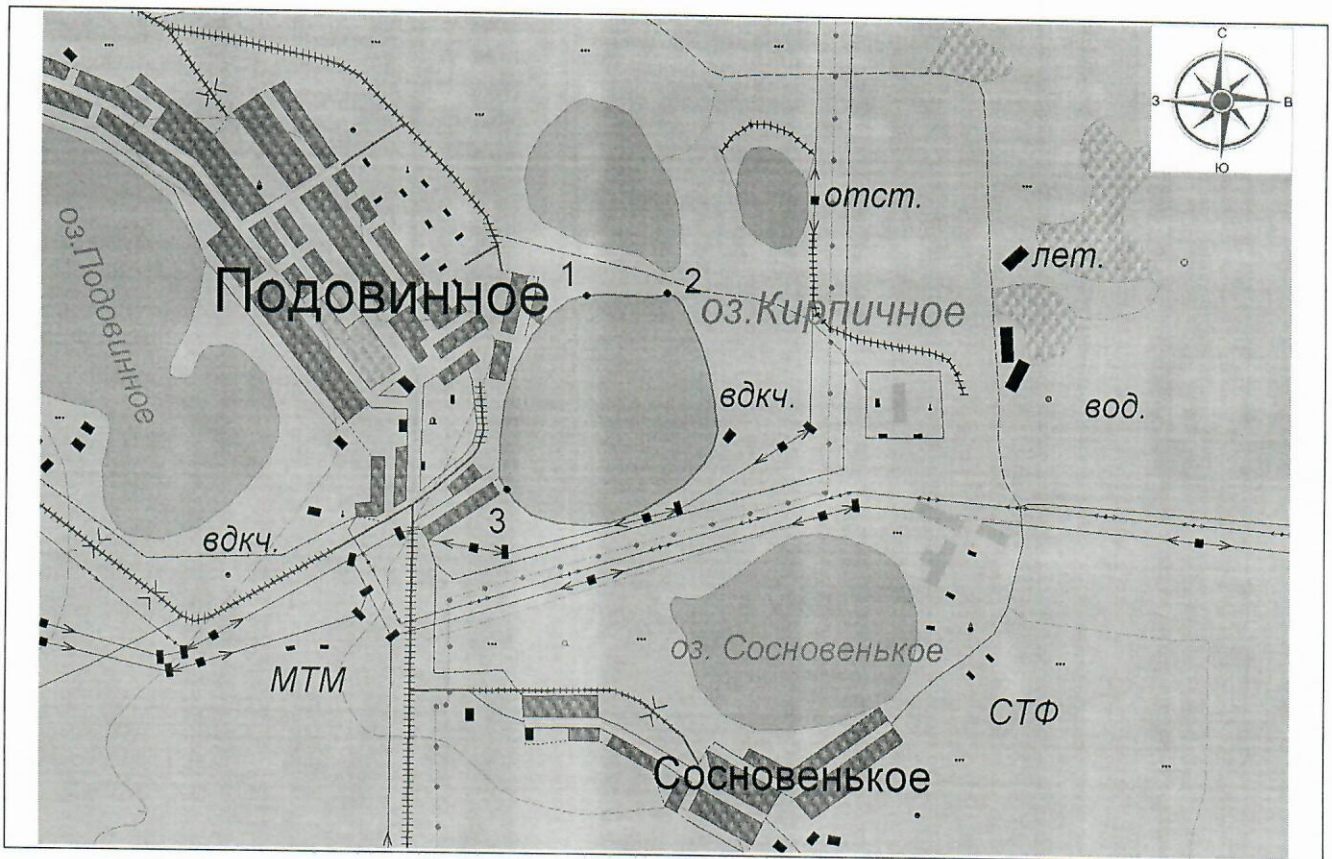 С
З
В
Ю
отст.
лет.
оз.Подовинное
Подовинное
1
2
оз.Кирпичное
вдкч.
вод.
3
вдкч.
оз. Сосновенькое
МТМ
СТФ
Сосновенькое